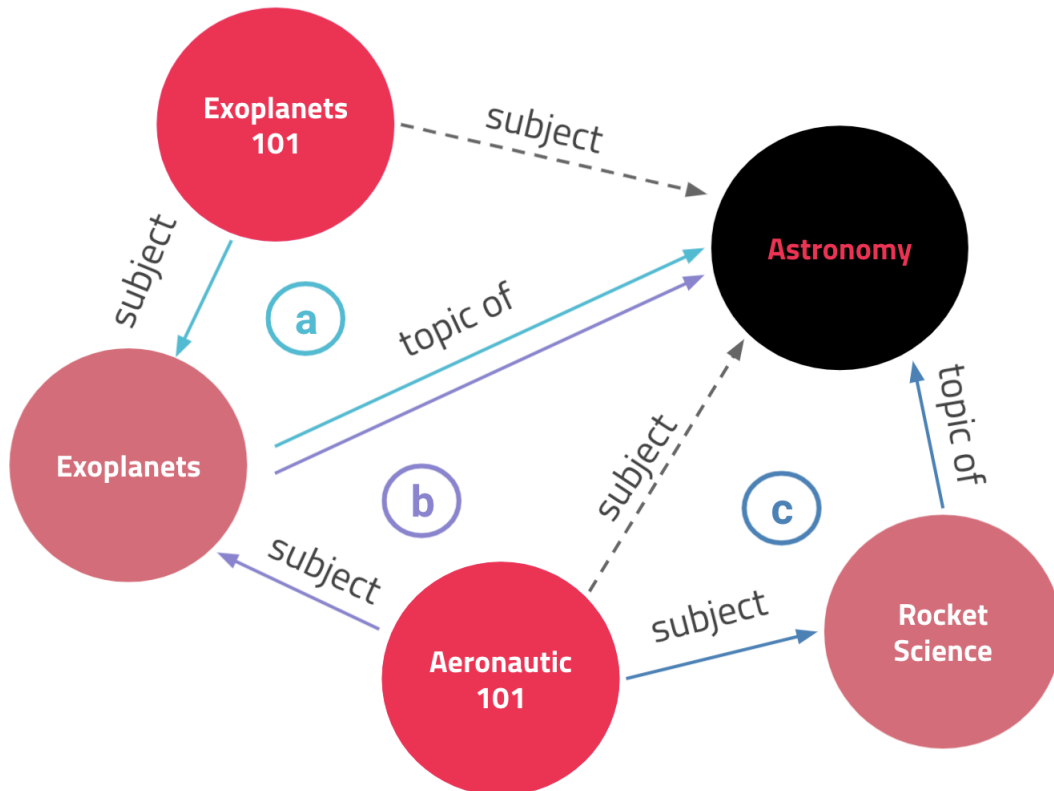 Exoplanets
101
subject
Astronomy
subject
a
topic of
Exoplanets
b
subject
subject
c
topic of
Aeronautic
101
subject
Rocket
Science